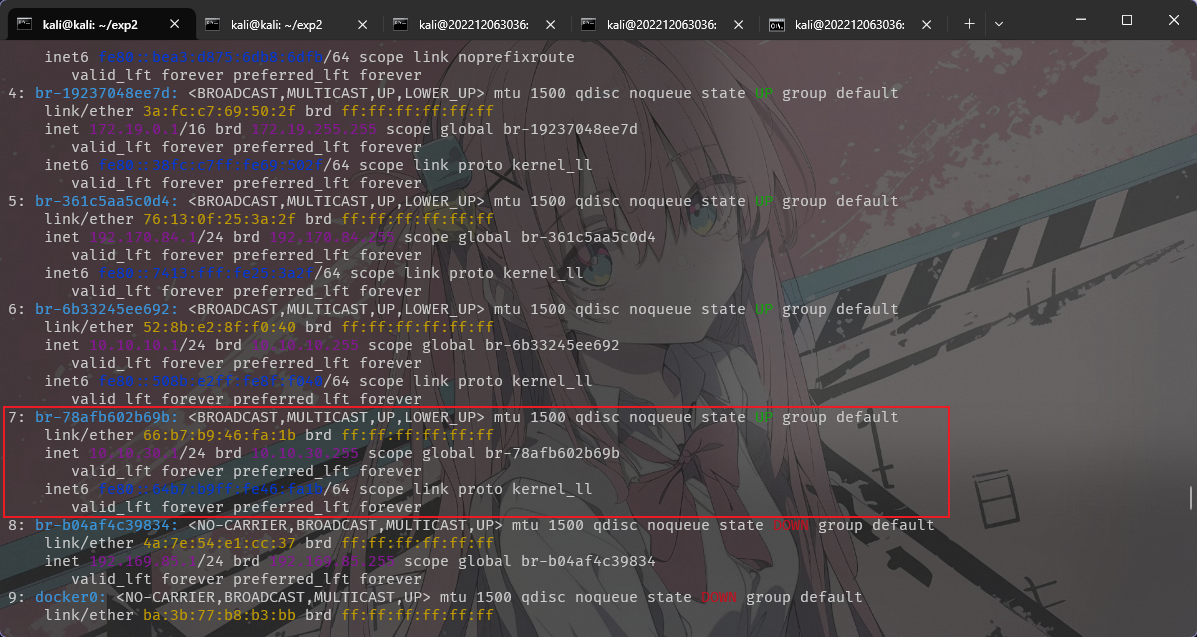 kali@kali: ~/exp2 kali@kali: ~/exp2 kali@202212063036: kali@202212063036: kali@202212063036:
inet6 /64 scope link noprefixroute
valid_lft forever preferred_lft forever
4: br-19237048ee7d: <BROADCAST,MULTICAST,UP,LOWER_UP> mtu 1500 qdisc noqueue state UP group default
link/ether 3a:fc:c7:69:50:2f brd ff:ff:ff:ff:ff:ff
inet 172.19.0.1/16 brd 172.19.255.255 scope global br-19237048ee7d
valid_lft forever preferred_lft forever
inet6 /64 scope link proto kernel_ll
valid_lft forever preferred_lft forever
5: br-361c5aa5c0d4: <BROADCAST,MULTICAST,UP,LOWER_UP> mtu 1500 qdisc noqueue state UP group default
link/ether 76:13:0f:25:3a:2f brd ff:ff:ff:ff:ff:ff
inet 192.170.84.1/24 brd 192.170.84.255 scope global br-361c5aa5c0d4
valid_lft forever preferred_lft forever
inet6 /64 scope link proto kernel_ll
valid_lft forever preferred_lft forever
6: br-6b33245ee692: <BROADCAST,MULTICAST,UP,LOWER_UP> mtu 1500 qdisc noqueue state UP group default
link/ether 52:8b:e2:8f:f0:40 brd ff:ff:ff:ff:ff:ff
inet 10.10.10.1/24 brd 10.10.10.255 scope global br-6b33245ee692
valid_lft forever preferred_lft forever
inet6 /64 scope link proto kernel_ll
valid_lft forever preferred_lft forever
7: br-78afb602b69b: <BROADCAST,MULTICAST,UP,LOWER_UP> mtu 1500 qdisc noqueue state UP group default
link/ether 66:b7:b9:46:fa:1b brd ff:ff:ff:ff:ff:ff
inet 10.10.30.1/24 brd 10.10.30.255 scope global br-78afb602b69b
valid_lft forever preferred_lft forever
inet6 /64 scope link proto kernel_ll
valid_lft forever preferred_lft forever
8: br-b04af4c39834: <NO-CARRIER,BROADCAST,MULTICAST,UP> mtu 1500 qdisc noqueue state DOWN group default
link/ether 4a:7e:54:e1:cc:37 brd ff:ff:ff:ff:ff:ff
inet /24 brd scope global br-b04af4c39834
valid_lft forever preferred_lft forever
9: docker0: <NO-CARRIER,BROADCAST,MULTICAST,UP> mtu 1500 qdisc noqueue state DOWN group default
link/ether ba:3b:77:b8:b3:bb brd ff:ff:ff:ff:ff:ff